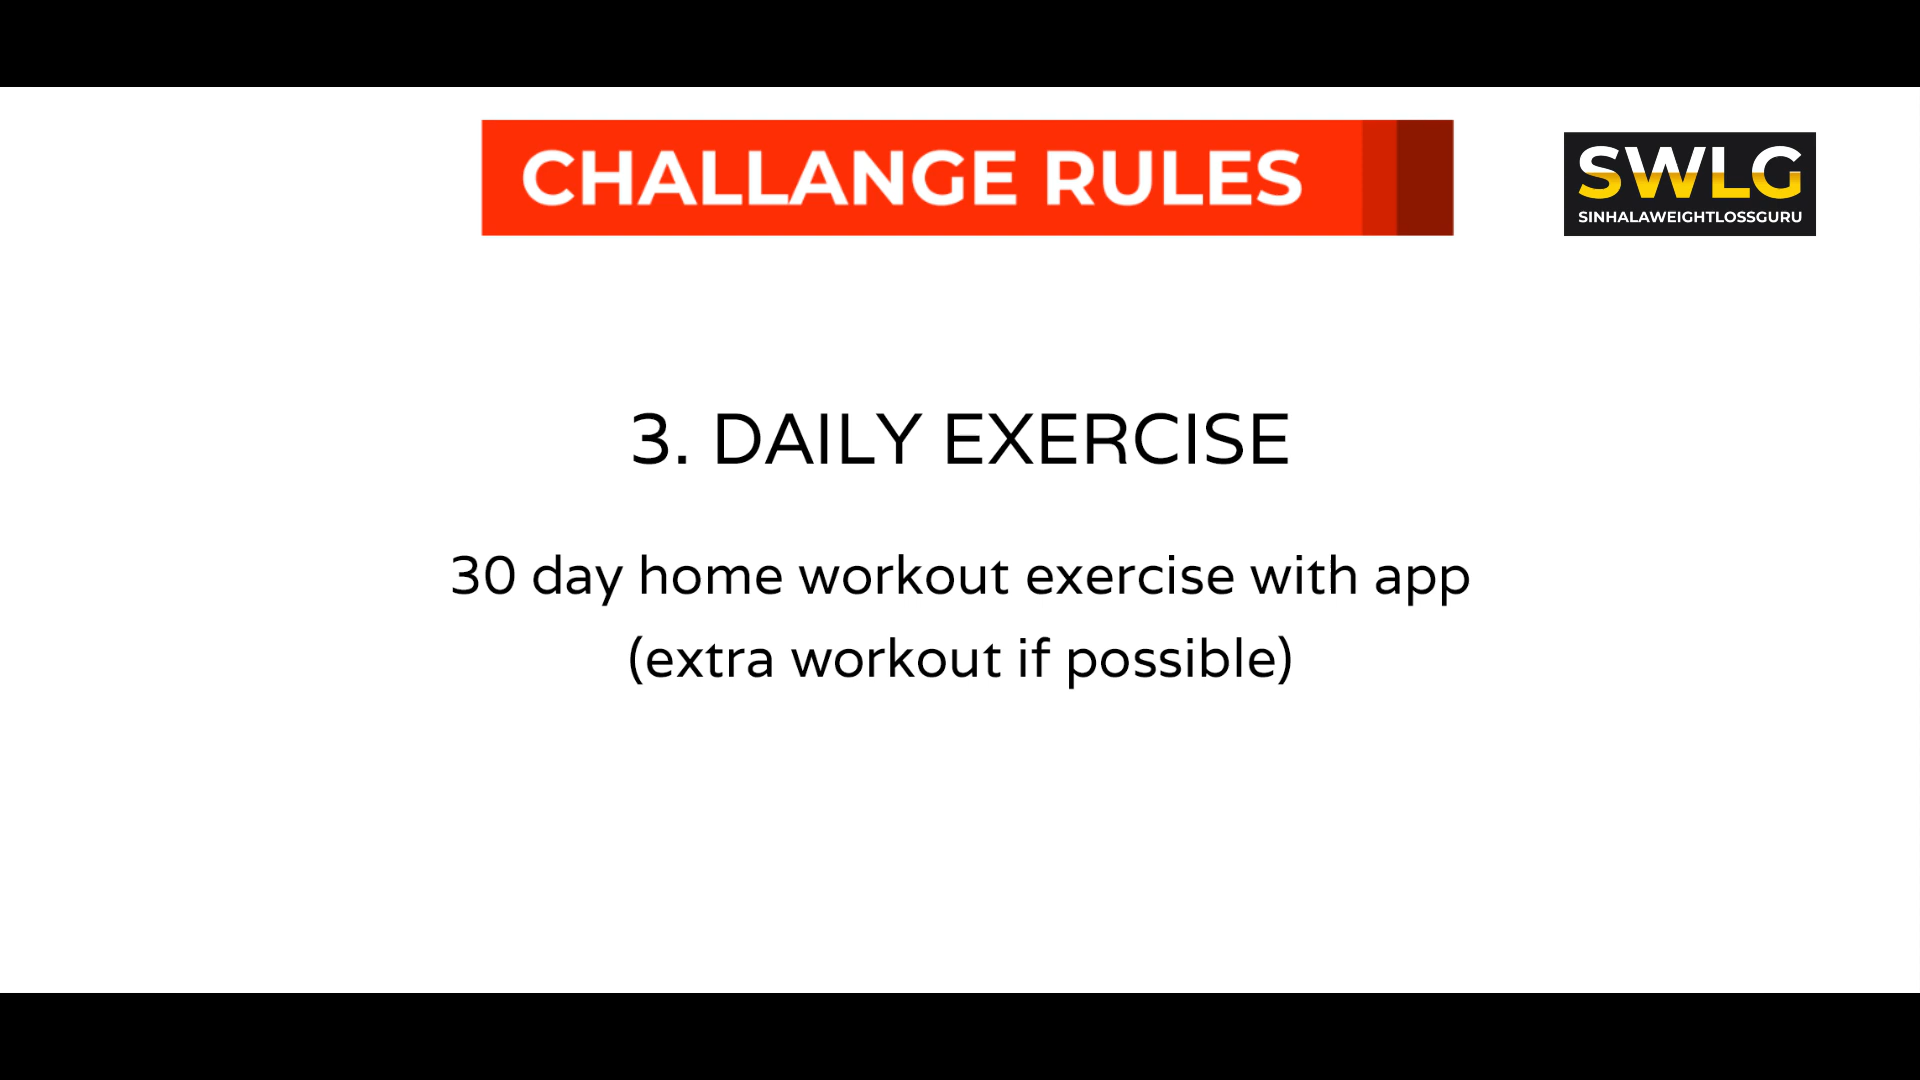 CHALLANGE RULES
SWLG
SINHALAWEIGHTLOSSGURU
3. DAILY EXERCISE
30 day home workout exercise with app
(extra workout if possible)